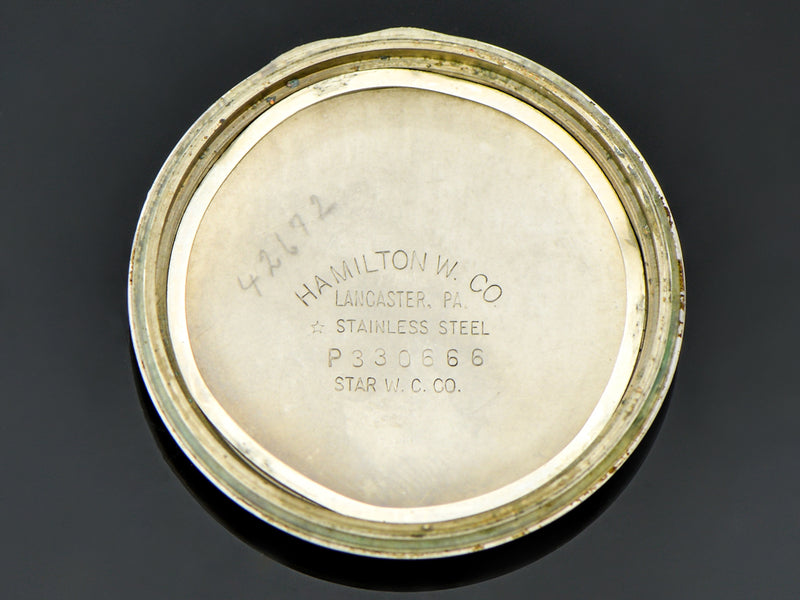 42672
HAMILTON W. CO
LANCASTER, PA.
☆ STAINLESS STEEL
P330666
STAR W. C. CO.